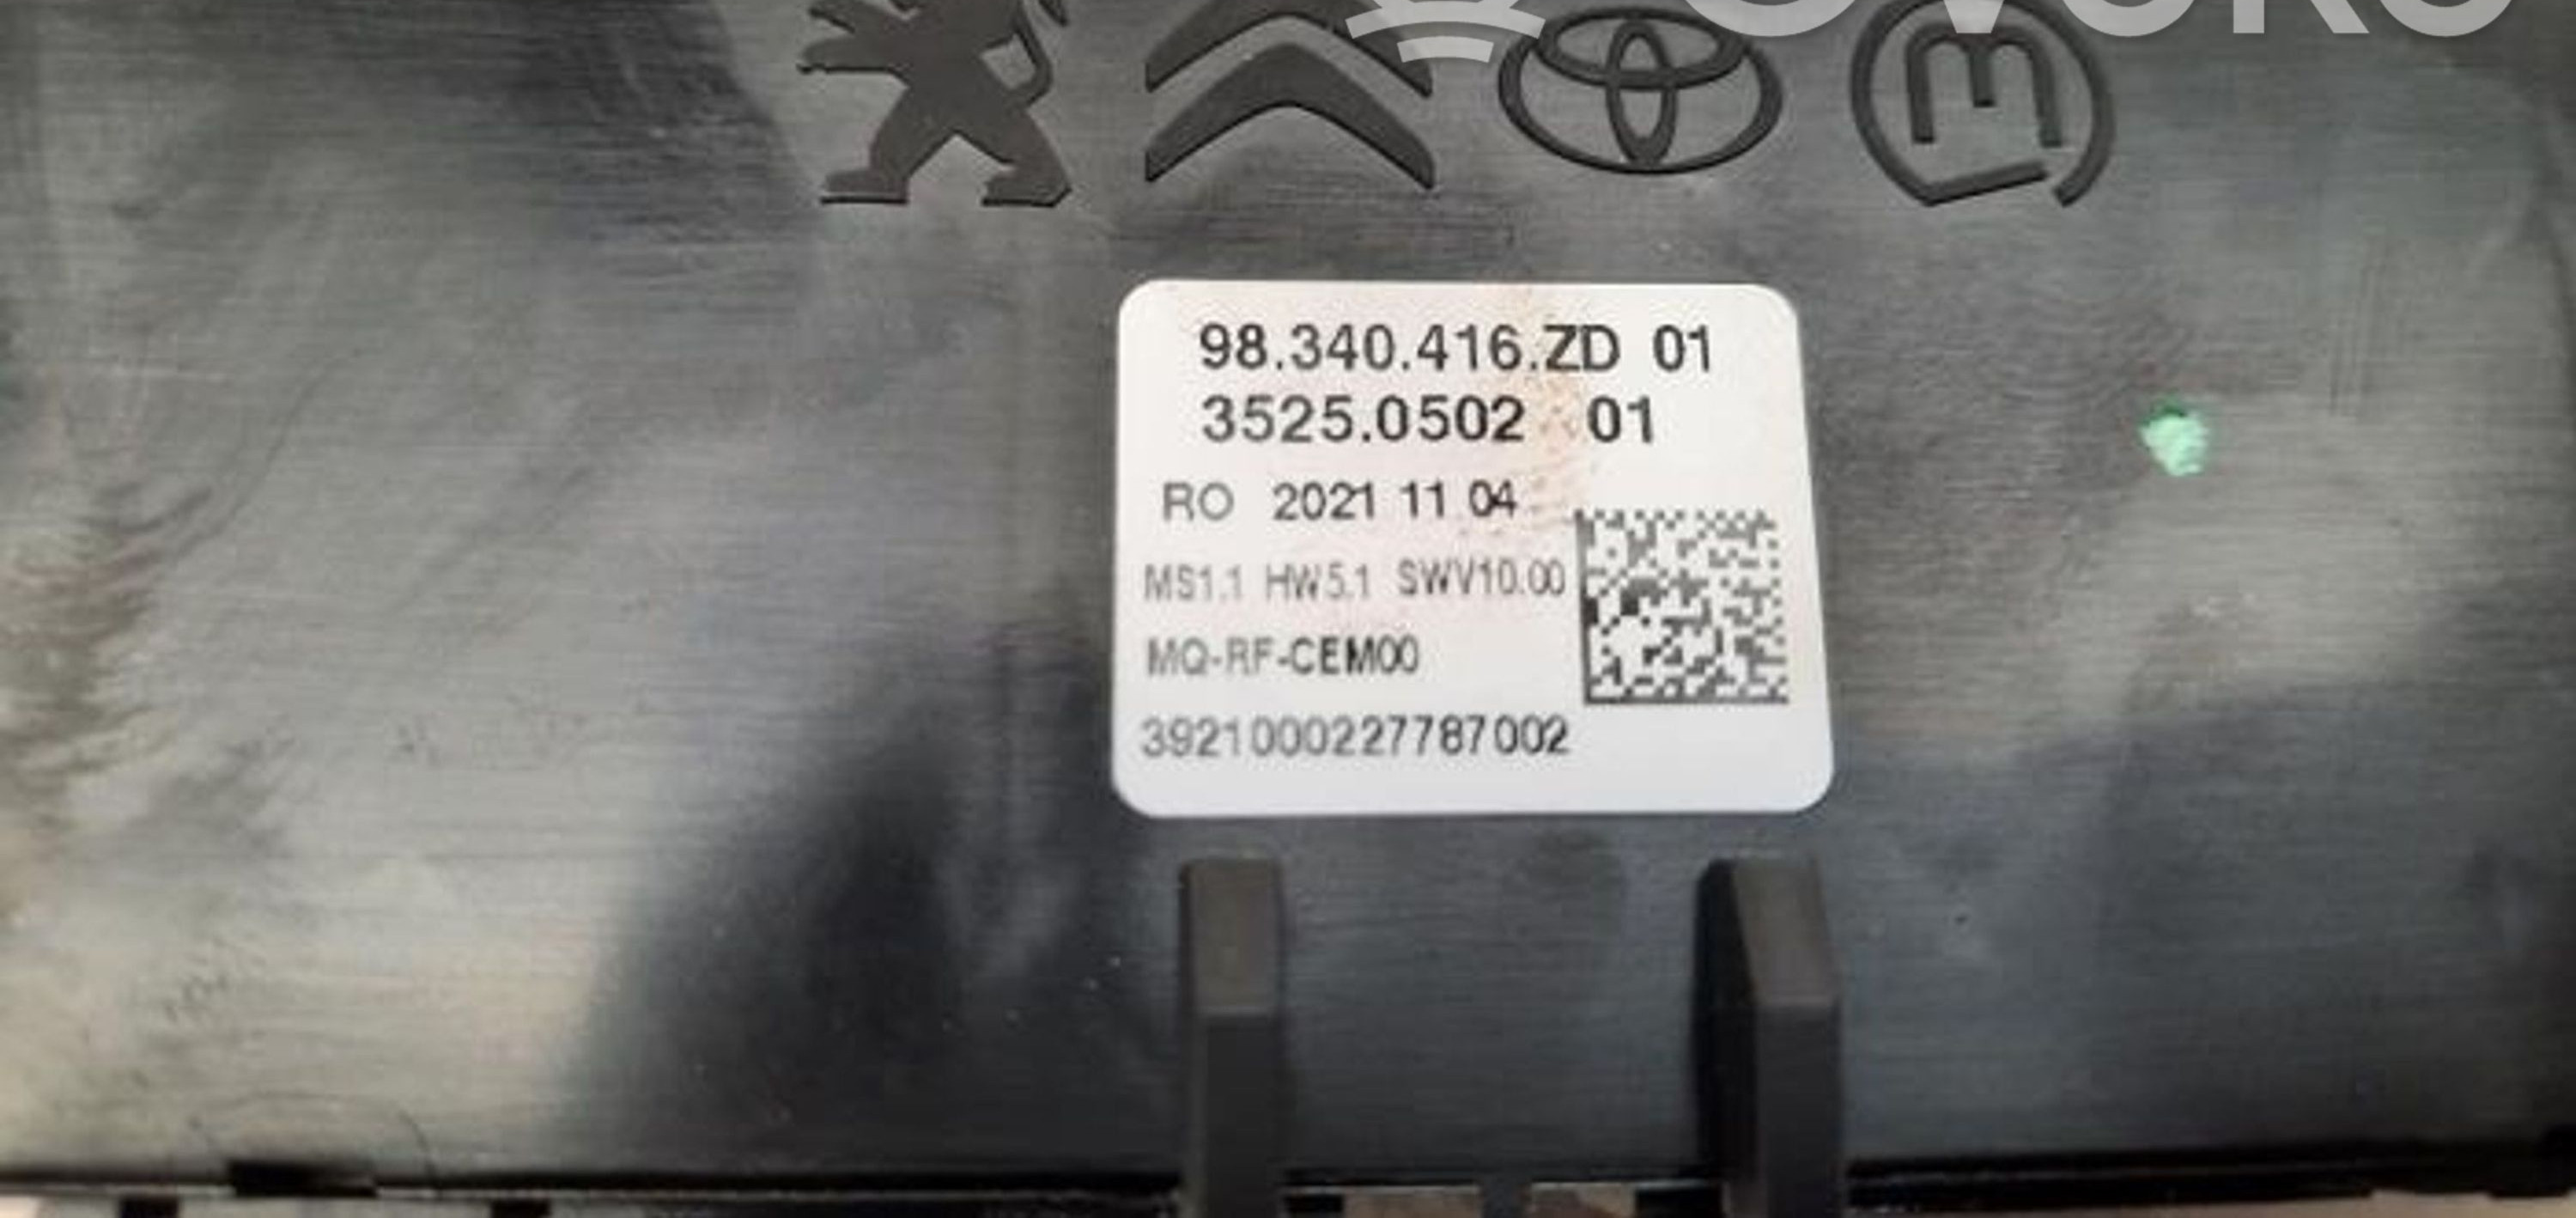 98.340.416.ZD 01
3525.0502 01
RO 2021 11 04
MS1.1 HW5.1 SWV10.00
MQ-RF-CEM00
3921000227787002